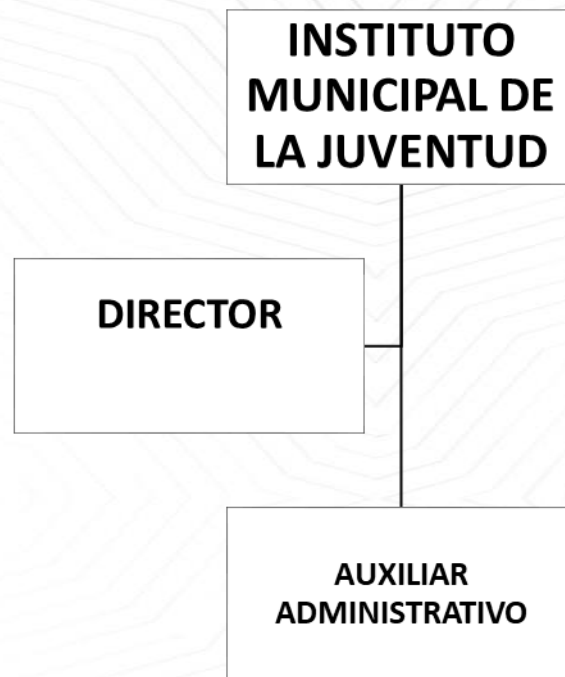 INSTITUTO
MUNICIPAL DE
LA JUVENTUD
DIRECTOR
AUXILIAR
ADMINISTRATIVO